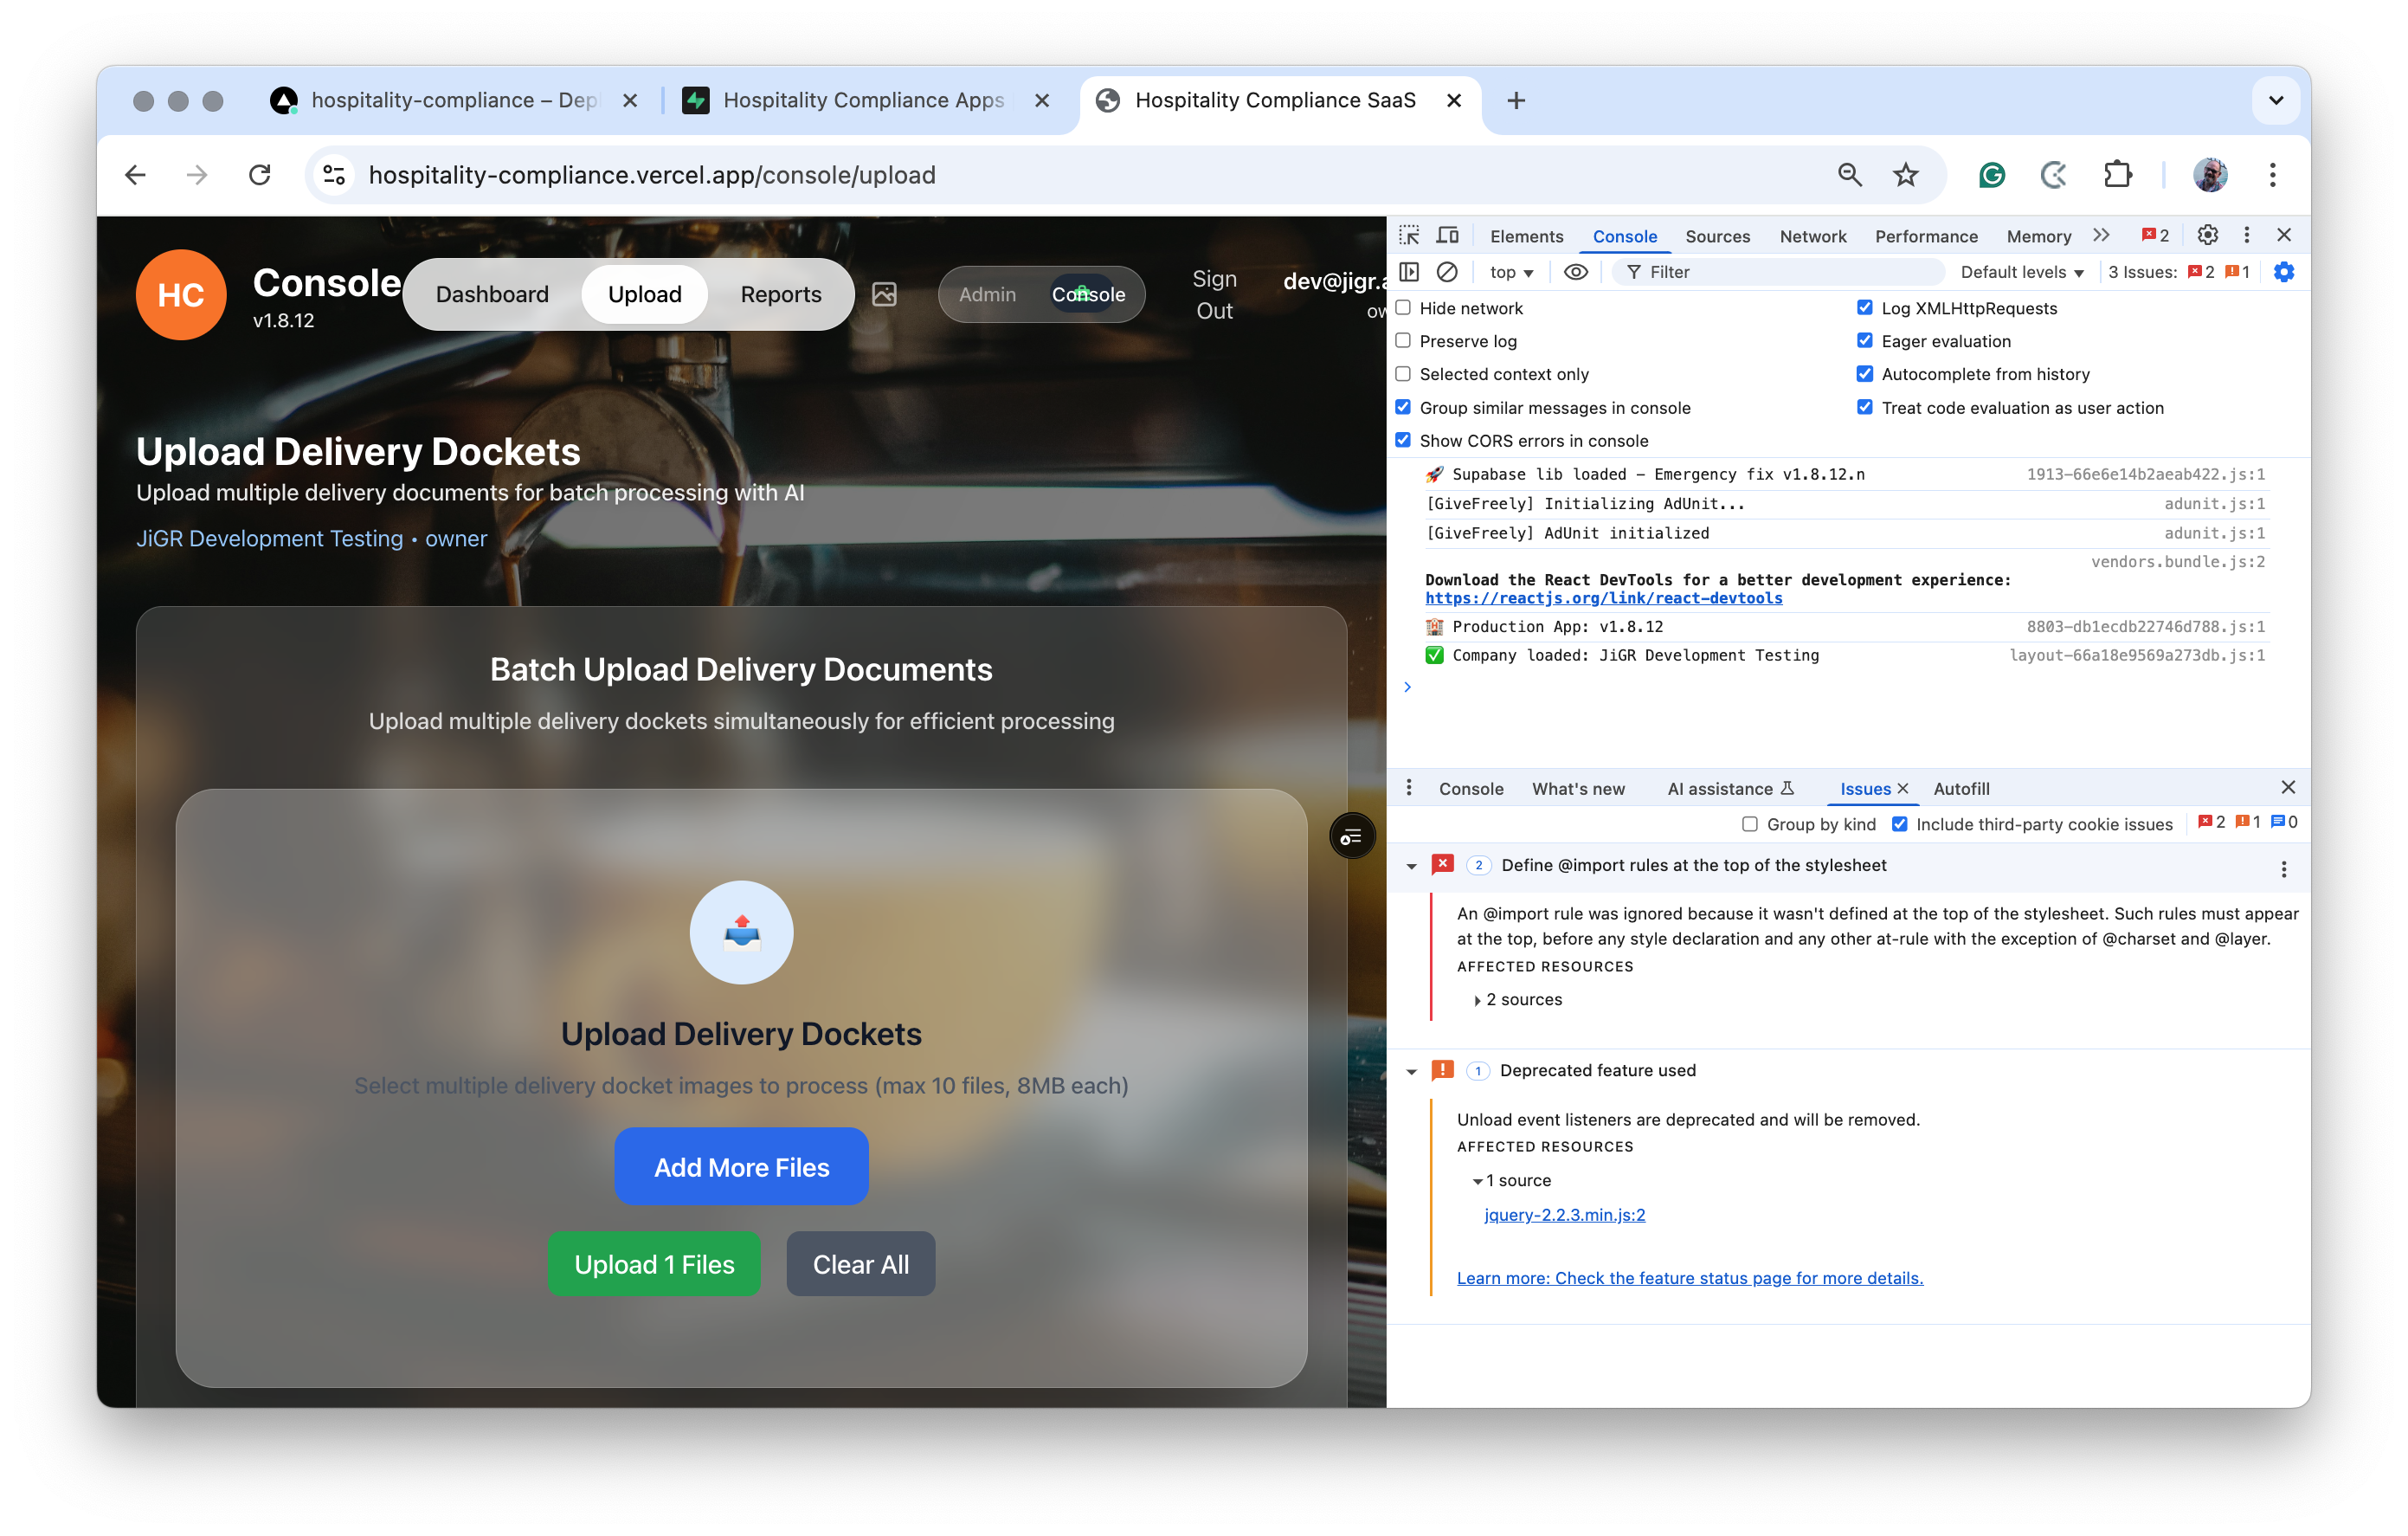 hospitality-compliance – Dep
Hospitality Compliance Apps
Hospitality Compliance SaaS
hospitality-compliance.vercel.app/console/upload
HC
Console
v1.8.12
Dashboard
Upload
Reports
Admin
Console
Sign
Out
dev@jigr.a
ow
Upload Delivery Dockets
Upload multiple delivery documents for batch processing with AI
JiGR Development Testing • owner
Batch Upload Delivery Documents
Upload multiple delivery dockets simultaneously for efficient processing
Upload Delivery Dockets
Select multiple delivery docket images to process (max 10 files, 8MB each)
Add More Files
Upload 1 Files
Clear All
Elements
Console
Sources
Network
Performance
Memory
2
top
Filter
Default levels
3 Issues: 2 1
Hide network
Log XMLHttpRequests
Preserve log
Eager evaluation
Selected context only
Autocomplete from history
Group similar messages in console
Treat code evaluation as user action
Show CORS errors in console
🚀 Supabase lib loaded – Emergency fix v1.8.12.n 1913-66e6e14b2aeab422.js:1
[GiveFreely] Initializing AdUnit... adunit.js:1
[GiveFreely] AdUnit initialized adunit.js:1
vendors.bundle.js:2
Download the React DevTools for a better development experience:
https://reactjs.org/link/react-devtools
🏨 Production App: v1.8.12 8803-db1ecdb22746d788.js:1
✅ Company loaded: JiGR Development Testing layout-66a18e9569a273db.js:1
Console
What's new
AI assistance
Issues
Autofill
Group by kind
Include third-party cookie issues
2 1 0
2 Define @import rules at the top of the stylesheet
An @import rule was ignored because it wasn't defined at the top of the stylesheet. Such rules must appear
at the top, before any style declaration and any other at-rule with the exception of @charset and @layer.
AFFECTED RESOURCES
2 sources
1 Deprecated feature used
Unload event listeners are deprecated and will be removed.
AFFECTED RESOURCES
1 source
jquery-2.2.3.min.js:2
Learn more: Check the feature status page for more details.